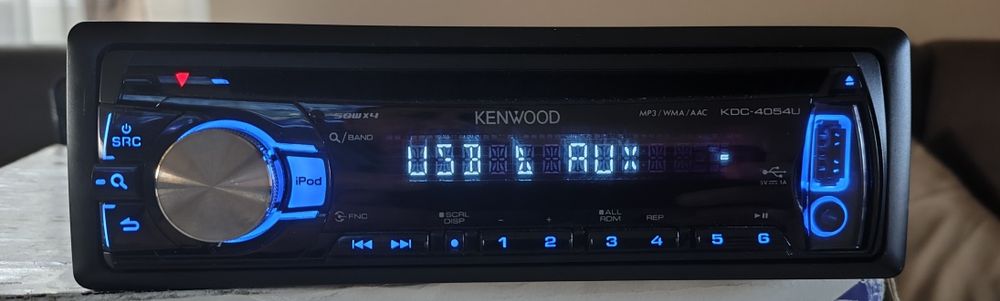 50W×4
KENWOOD
MP3/WMA/AAC
KDC-4054U
SRC
/BAND
USB & AUX
iPod
5V 1A
FNC
SCRL
DISP
-
+
ALL
RDM
REP
1
2
3
4
5
6